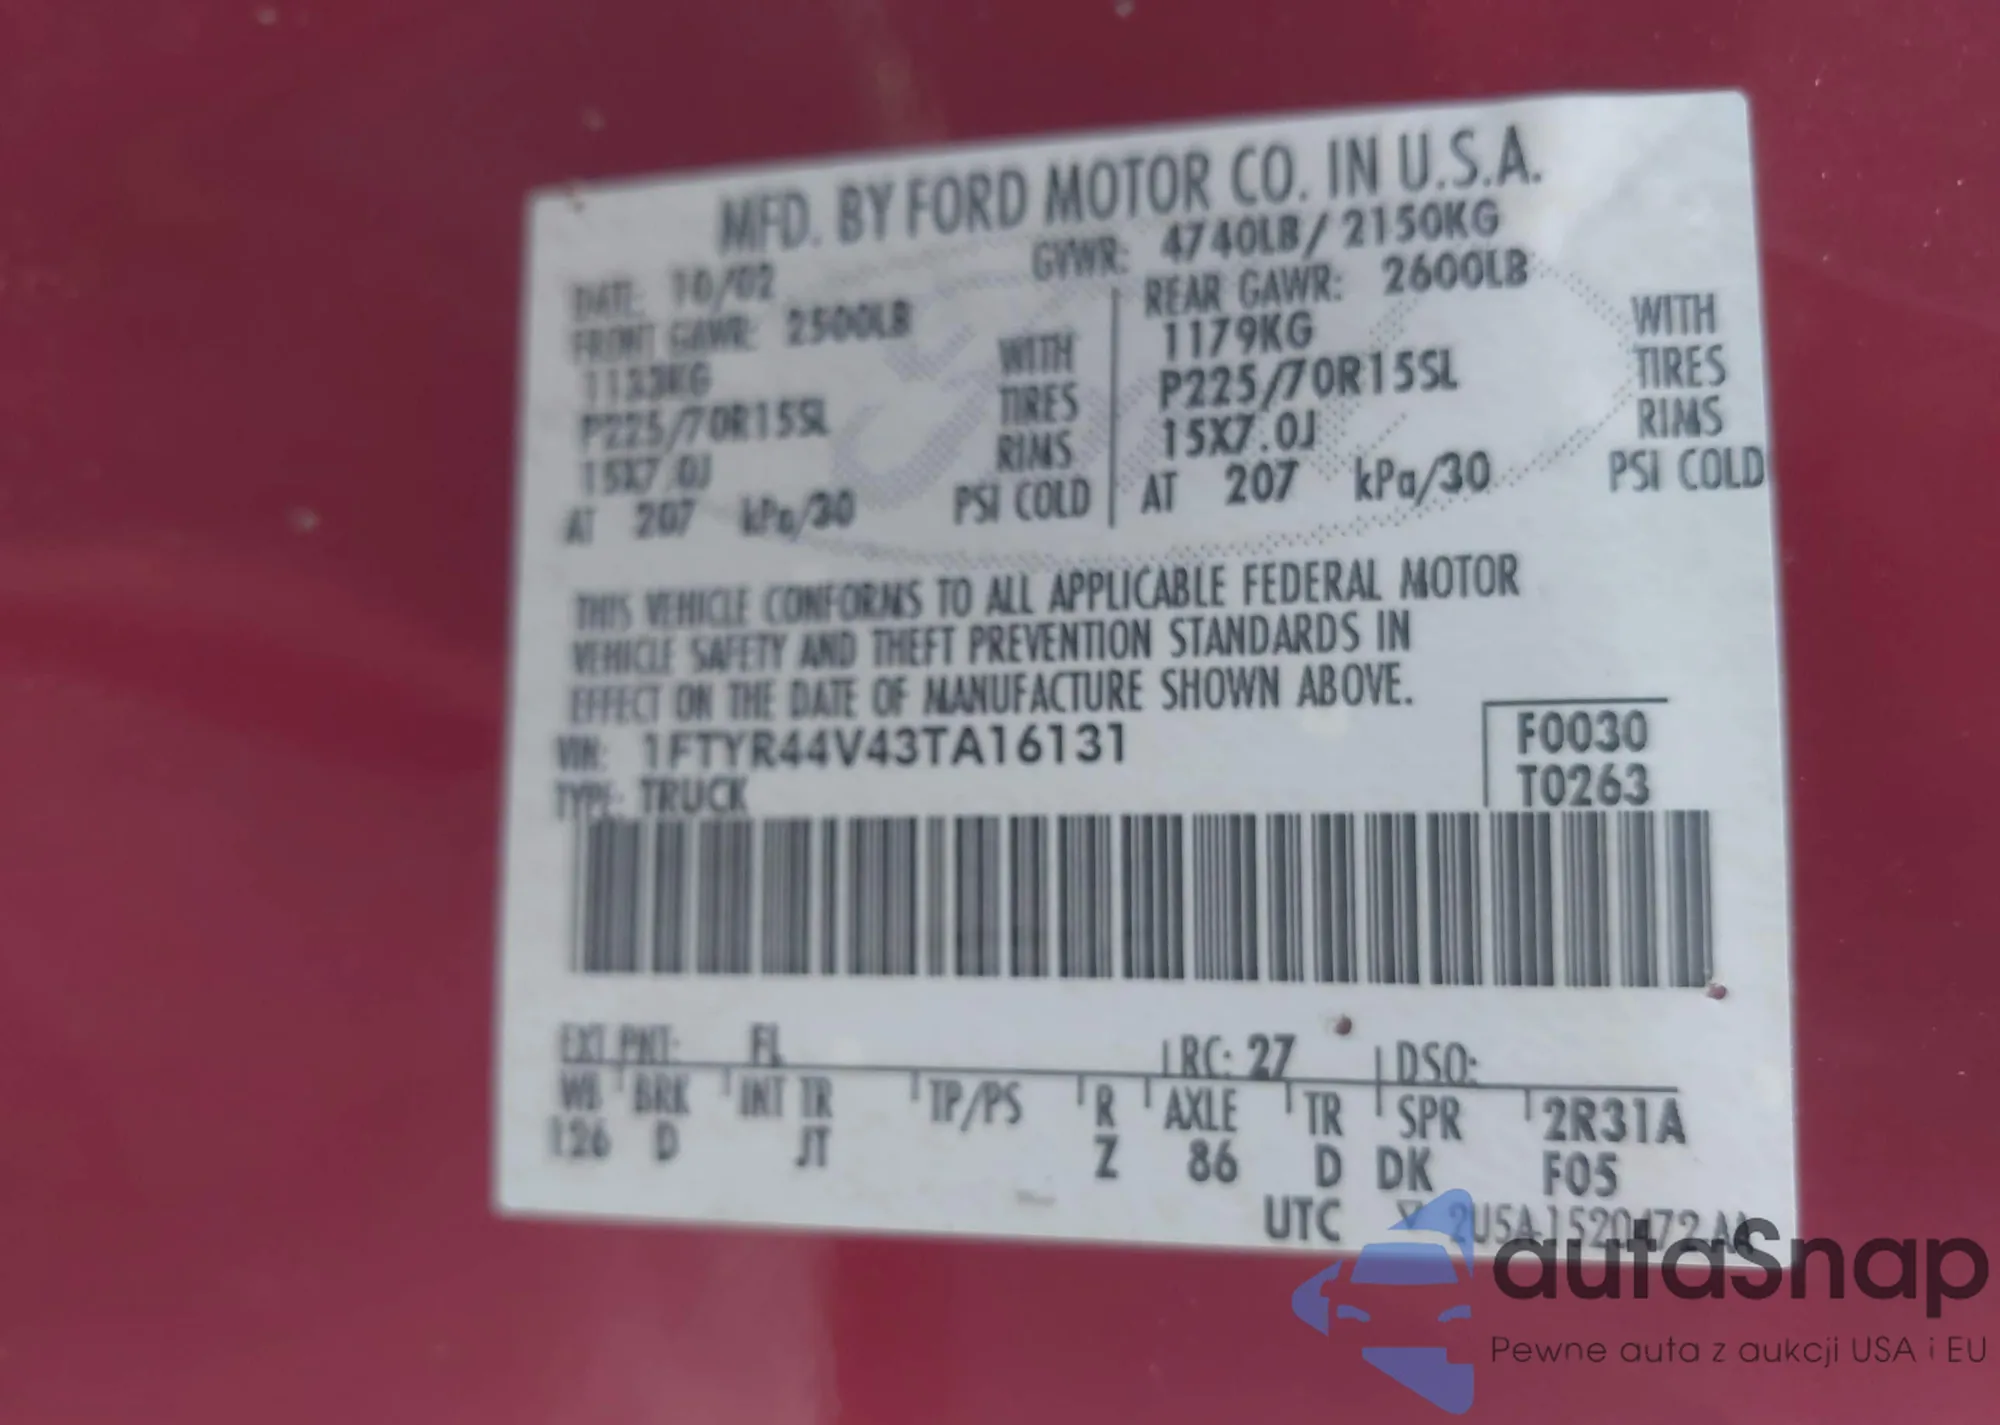 MFD. BY FORD MOTOR CO. IN U.S.A.
DATE: 10/02 GVWR: 4740LB/2150KG
FRONT GAWR: 2500LB REAR GAWR: 2600LB
1133KG WITH 1179KG WITH
P225/70R15SL TIRES P225/70R15SL TIRES
15X7.0J RIMS 15X7.0J RIMS
AT 207 kPa/30 PSI COLD AT 207 kPa/30 PSI COLD
THIS VEHICLE CONFORMS TO ALL APPLICABLE FEDERAL MOTOR
VEHICLE SAFETY AND THEFT PREVENTION STANDARDS IN
EFFECT ON THE DATE OF MANUFACTURE SHOWN ABOVE.
VIN: 1FTYR44V43TA16131 F0030
TYPE: TRUCK T0263
EXT PNT: FL RC: 27 DSO:
WB BRK INT TR TP/PS R AXLE TR SPR 2R31A
126 D JT Z 86 D DK F05
UTC ▽ 2U5A 1520472 AA
autaSnap
Pewne auta z aukcji USA i EU